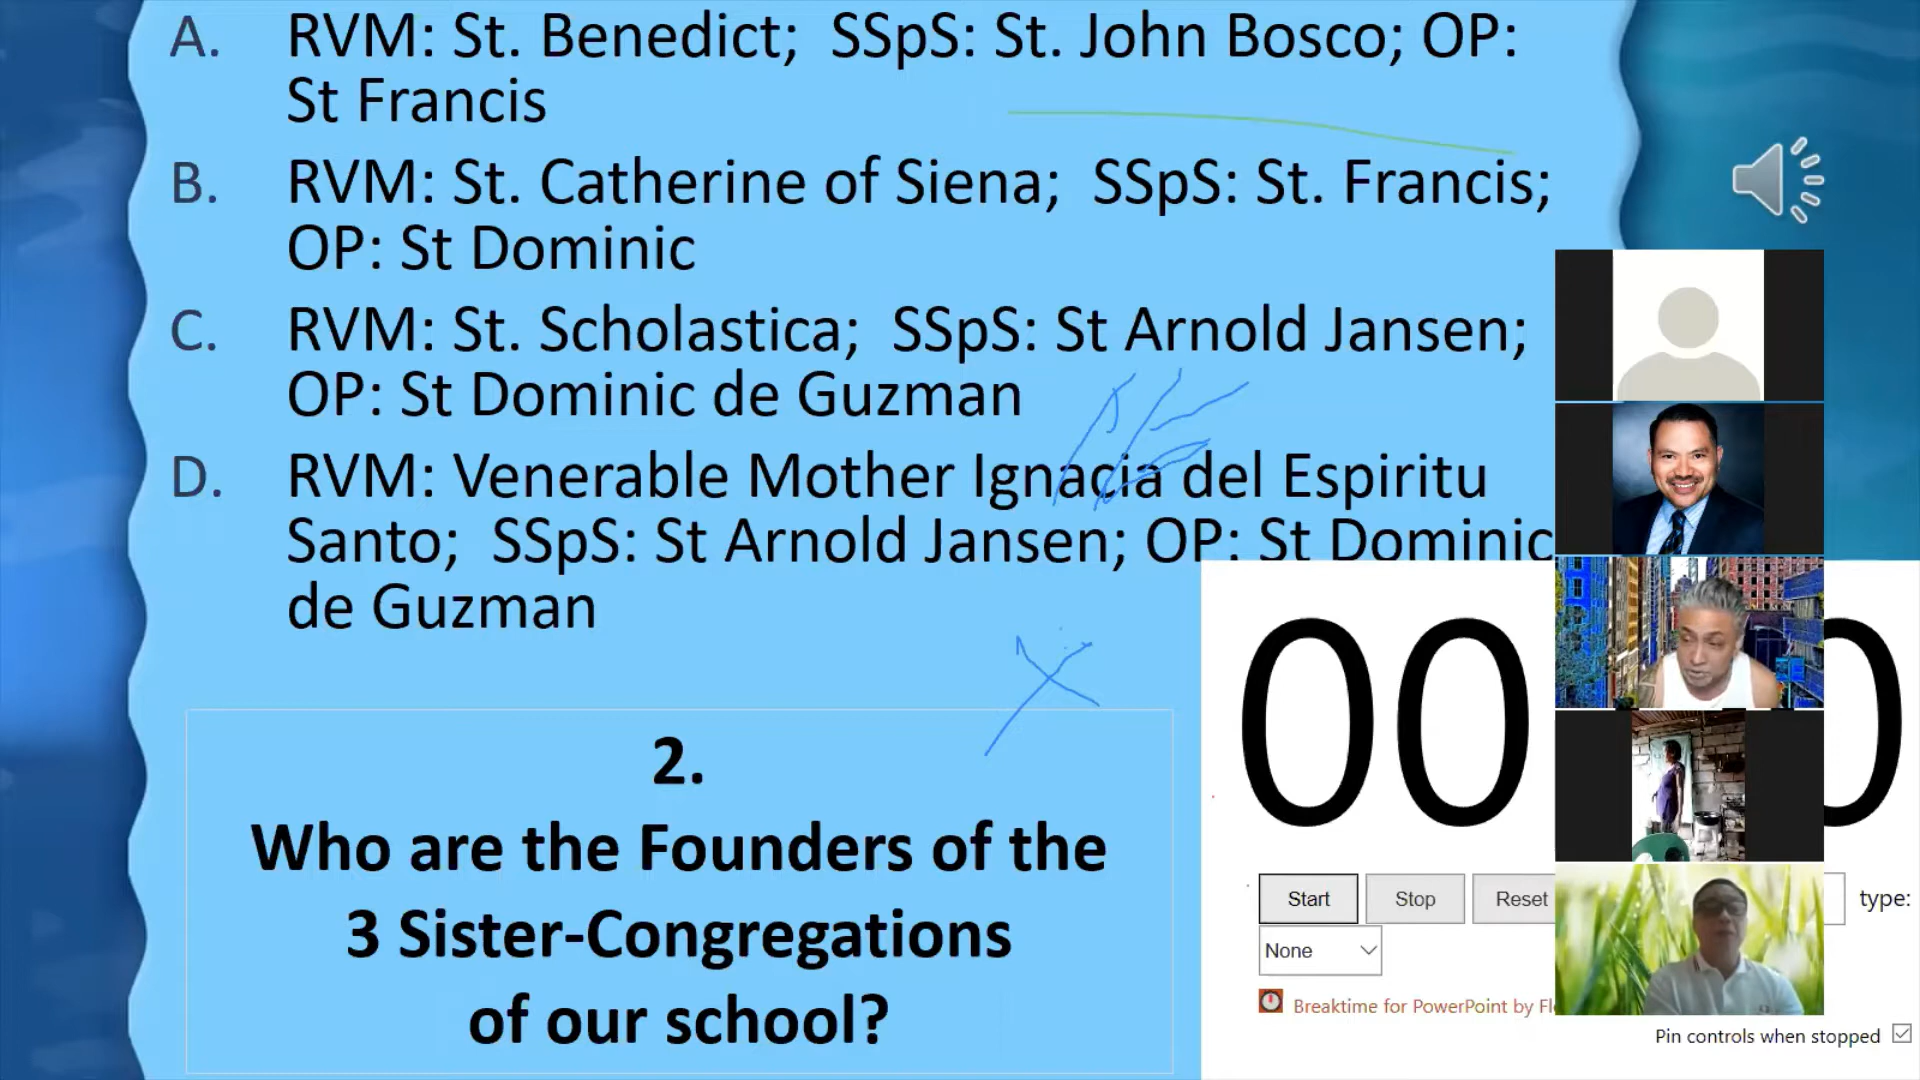 A. RVM: St. Benedict; SSpS: St. John Bosco; OP:
St Francis
B. RVM: St. Catherine of Siena; SSpS: St. Francis;
OP: St Dominic
C. RVM: St. Scholastica; SSpS: St Arnold Jansen;
OP: St Dominic de Guzman
D. RVM: Venerable Mother Ignacia del Espiritu
Santo; SSpS: St Arnold Jansen; OP: St Dominic
de Guzman
2.
Who are the Founders of the
3 Sister-Congregations
of our school?
00 0
Start Stop Reset type:
None
Breaktime for PowerPoint by
Pin controls when stopped